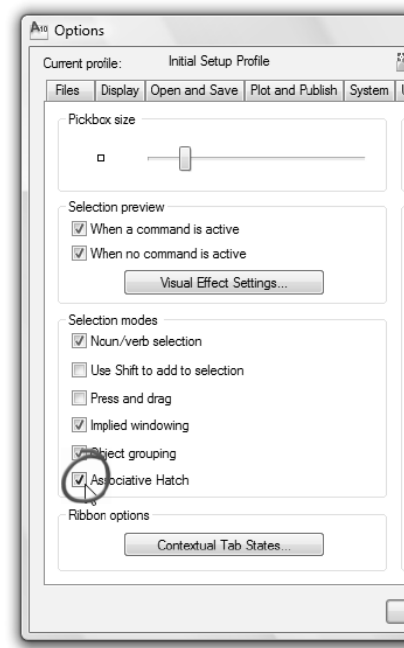 A10 Options
Current profile: Initial Setup Profile
Files Display Open and Save Plot and Publish System
Pickbox size
Selection preview
When a command is active
When no command is active
Visual Effect Settings...
Selection modes
Noun/verb selection
Use Shift to add to selection
Press and drag
Implied windowing
Object grouping
Associative Hatch
Ribbon options
Contextual Tab States...